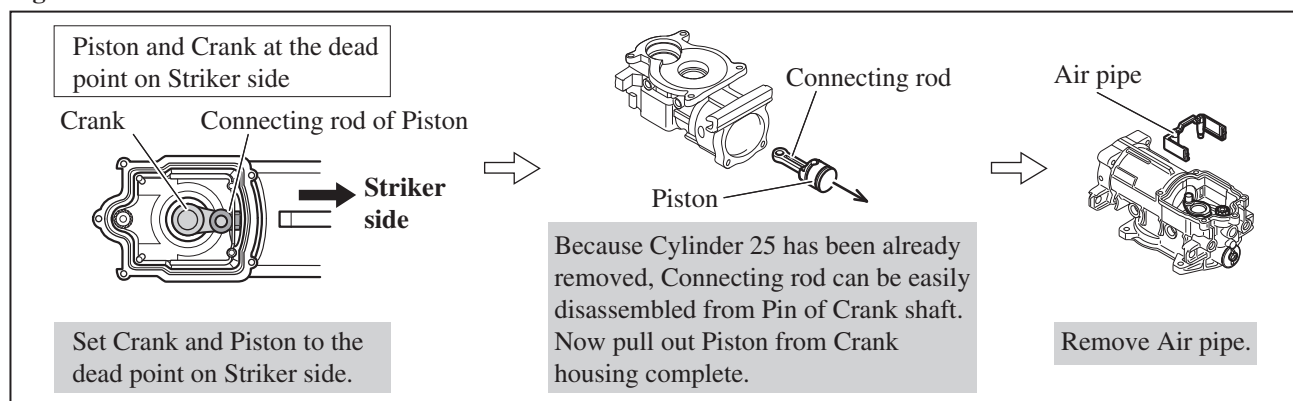 Piston and Crank at the dead
point on Striker side
Crank
Connecting rod of Piston
Striker
side
Set Crank and Piston to the
dead point on Striker side.
Connecting rod
Piston
Because Cylinder 25 has been already
removed, Connecting rod can be easily
disassembled from Pin of Crank shaft.
Now pull out Piston from Crank
housing complete.
Air pipe
Remove Air pipe.